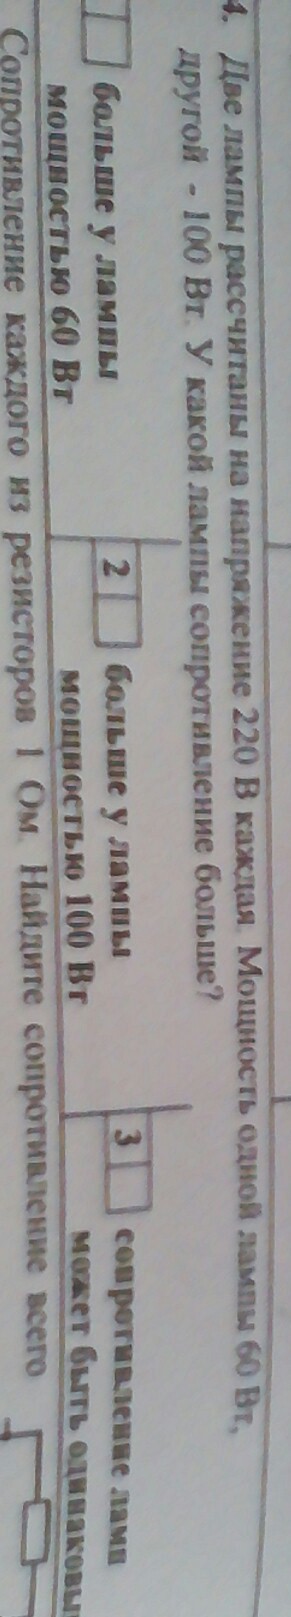 4. Две лампы рассчитаны на напряжение 220 В каждая. Мощность одной лампы 60 Вт,
другой - 100 Вт. У какой лампы сопротивление больше?
больше у лампы
мощностью 60 Вт
2 больше у лампы
мощностью 100 Вт
3 сопротивление ламп
может быть одинаковы
Сопротивление каждого из резисторов 1 Ом. Найдите сопротивление всего